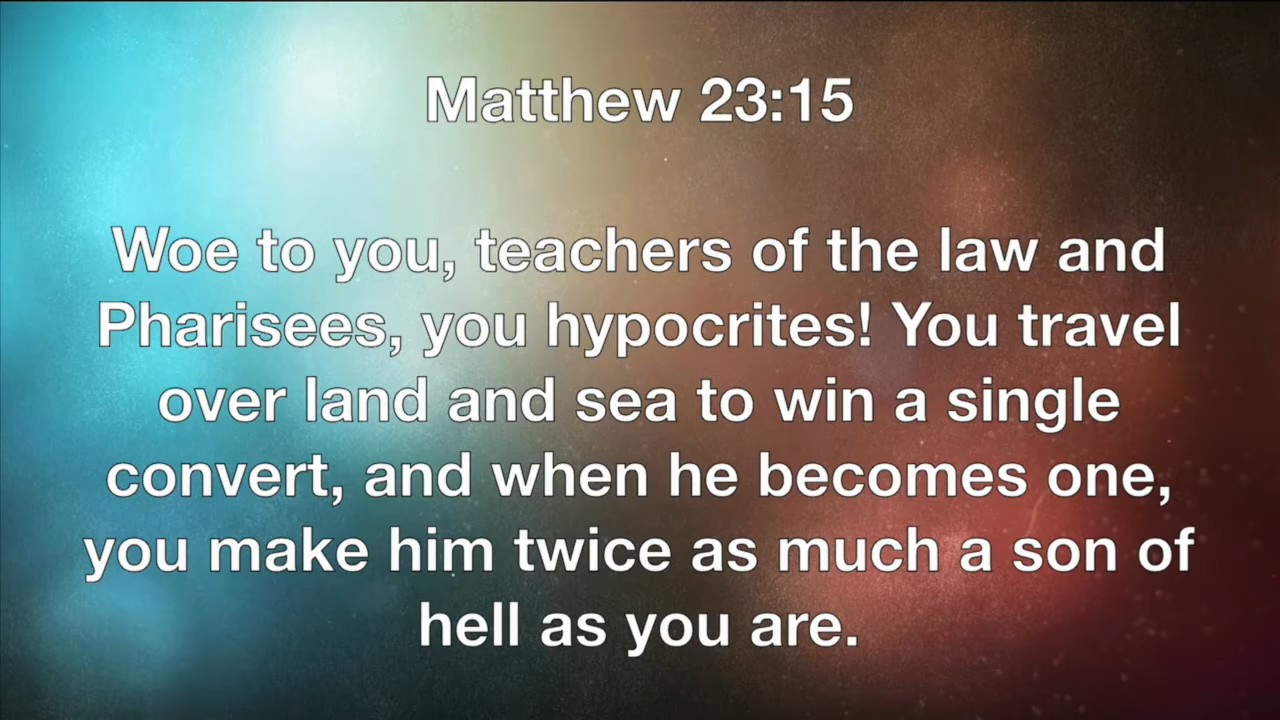 Matthew 23:15
Woe to you, teachers of the law and
Pharisees, you hypocrites! You travel
over land and sea to win a single
convert, and when he becomes one,
you make him twice as much a son of
hell as you are.